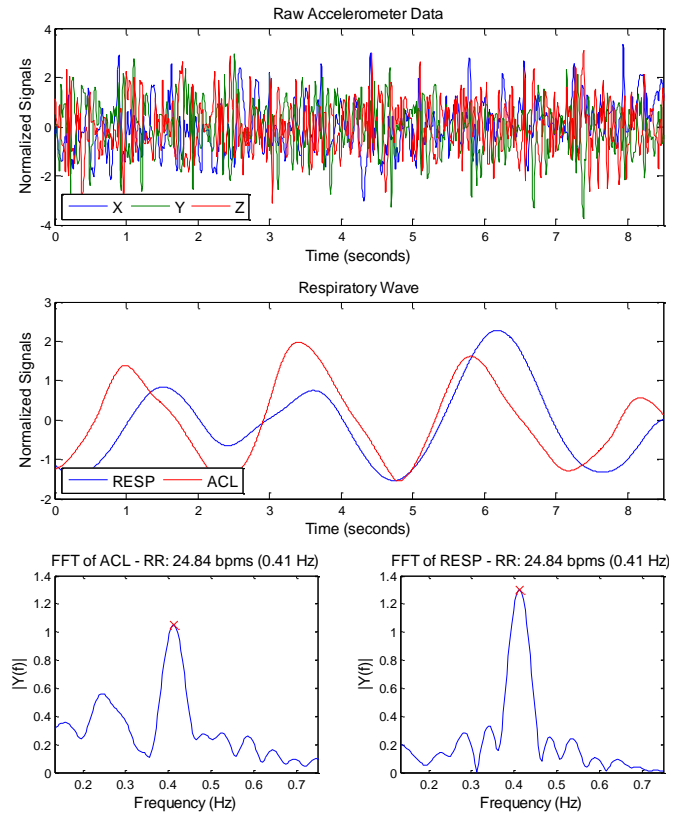 Raw Accelerometer Data
4
2
0
-2
-4
Normalized Signals
X Y Z
0 1 2 3 4 5 6 7 8
Time (seconds)
Respiratory Wave
3
2
1
0
-1
-2
Normalized Signals
RESP ACL
0 1 2 3 4 5 6 7 8
Time (seconds)
FFT of ACL - RR: 24.84 bpms (0.41 Hz)
1.4
1.2
1
0.8
0.6
0.4
0.2
0
|Y(f)|
0.2 0.3 0.4 0.5 0.6 0.7
Frequency (Hz)
FFT of RESP - RR: 24.84 bpms (0.41 Hz)
1.4
1.2
1
0.8
0.6
0.4
0.2
0
|Y(f)|
0.2 0.3 0.4 0.5 0.6 0.7
Frequency (Hz)